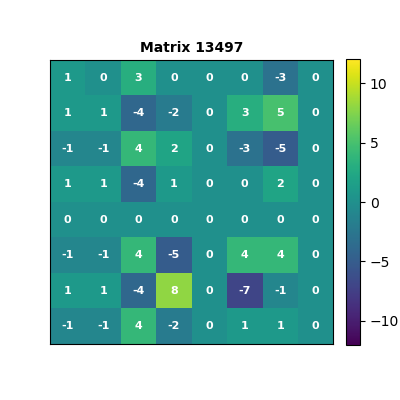 Matrix 13497
1 0 3 0 0 0 -3 0
1 1 -4 -2 0 3 5 0
-1 -1 4 2 0 -3 -5 0
1 1 -4 1 0 0 2 0
0 0 0 0 0 0 0 0
-1 -1 4 -5 0 4 4 0
1 1 -4 8 0 -7 -1 0
-1 -1 4 -2 0 1 1 0
10
5
0
−5
−10